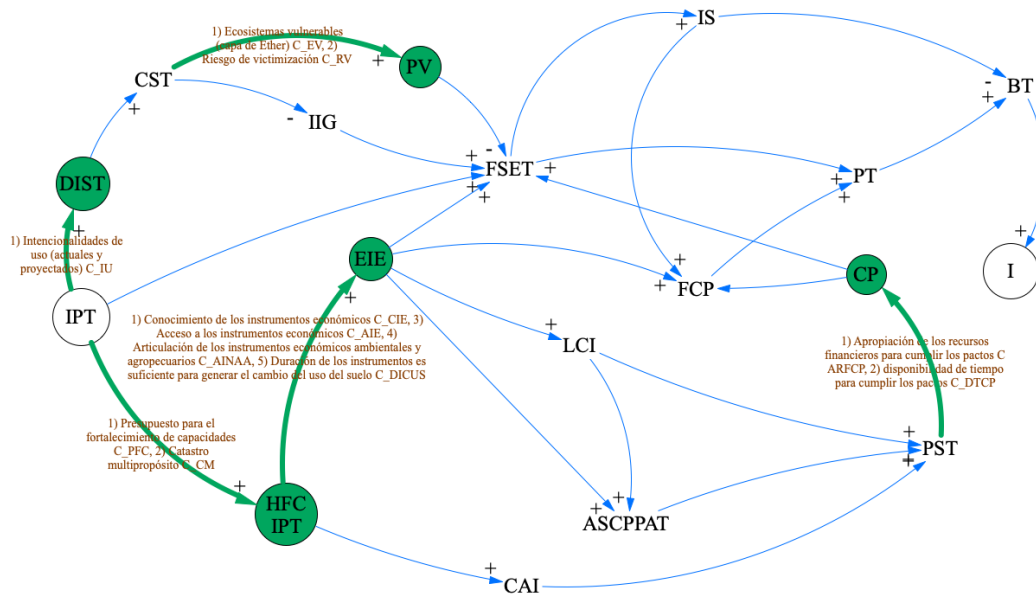 IS
+
1) Ecosistemas vulnerables
(capa de Ether) C_EV, 2)
Riesgo de victimización C_RV
+
PV
CST
+
-
IIG
BT
-
+
+
-
FSET
+
+
+
PT
+
+
DIST
+
1) Intencionalidades de
uso (actuales y
proyectados) C_IU
IPT
EIE
+
+
+
FCP
CP
I
+
1) Conocimiento de los instrumentos económicos C_CIE, 3)
Acceso a los instrumentos económicos C_AIE, 4)
Articulación de los instrumentos económicos ambientales y
agropecuarios C_AINAA, 5) Duración de los instrumentos es
suficiente para generar el cambio del uso del suelo C_DICUS
+
LCI
1) Apropiación de los recursos
financieros para cumplir los pactos C
ARFCP, 2) disponibilidad de tiempo
para cumplir los pactos C_DTCP
+
1) Presupuesto para el
fortalecimiento de capacidades
C_PFC, 2) Catastro
multipropósito C_CM
+
HFC
IPT
+
+
+
PST
+
+
ASCPPAT
+
CAI